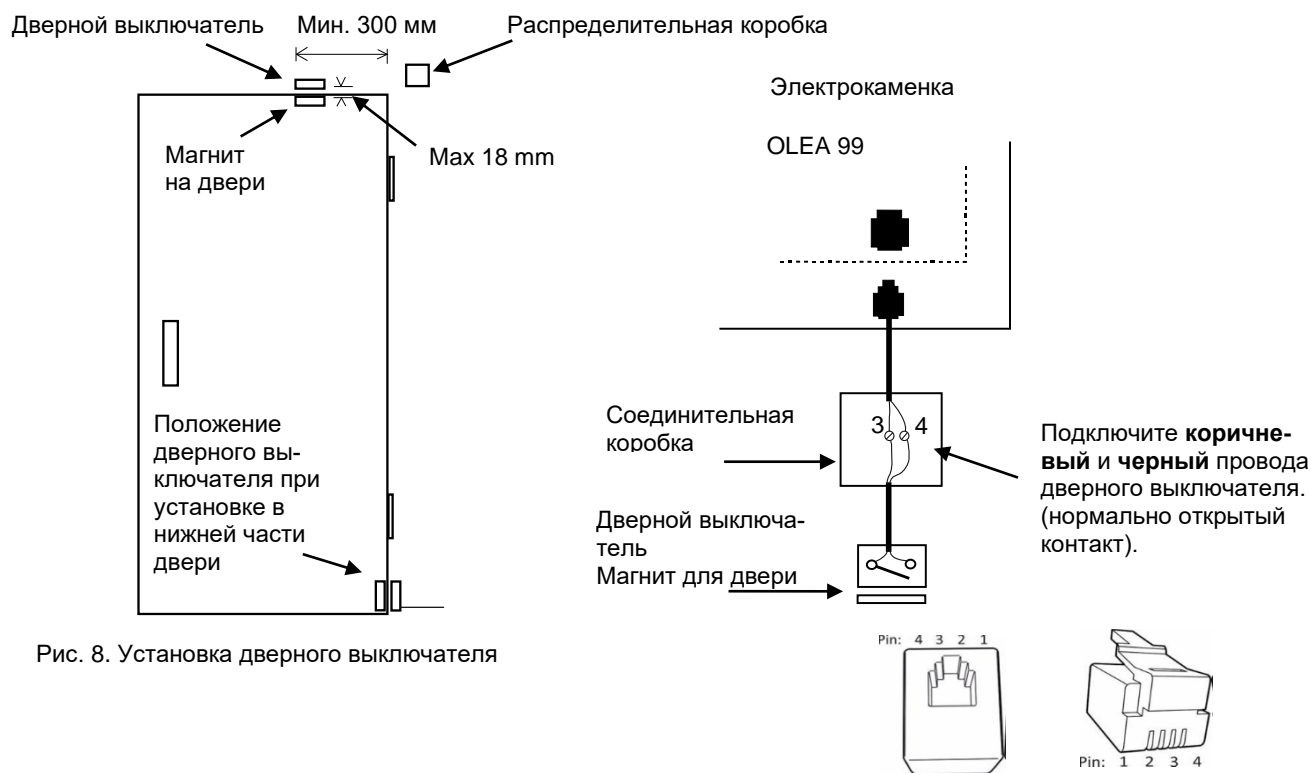 Дверной выключатель
Мин. 300 мм
Распределительная коробка
Магнит
на двери
Max 18 mm
Положение
дверного вы-
ключателя при
установке в
нижней части
двери
Рис. 8. Установка дверного выключателя
Электрокаменка
OLEA 99
Соединительная
коробка
3 4
Подключите коричне-
вый и черный провода
дверного выключателя.
(нормально открытый
контакт).
Дверной выключа-
тель
Магнит для двери
Pin: 4 3 2 1
Pin: 1 2 3 4